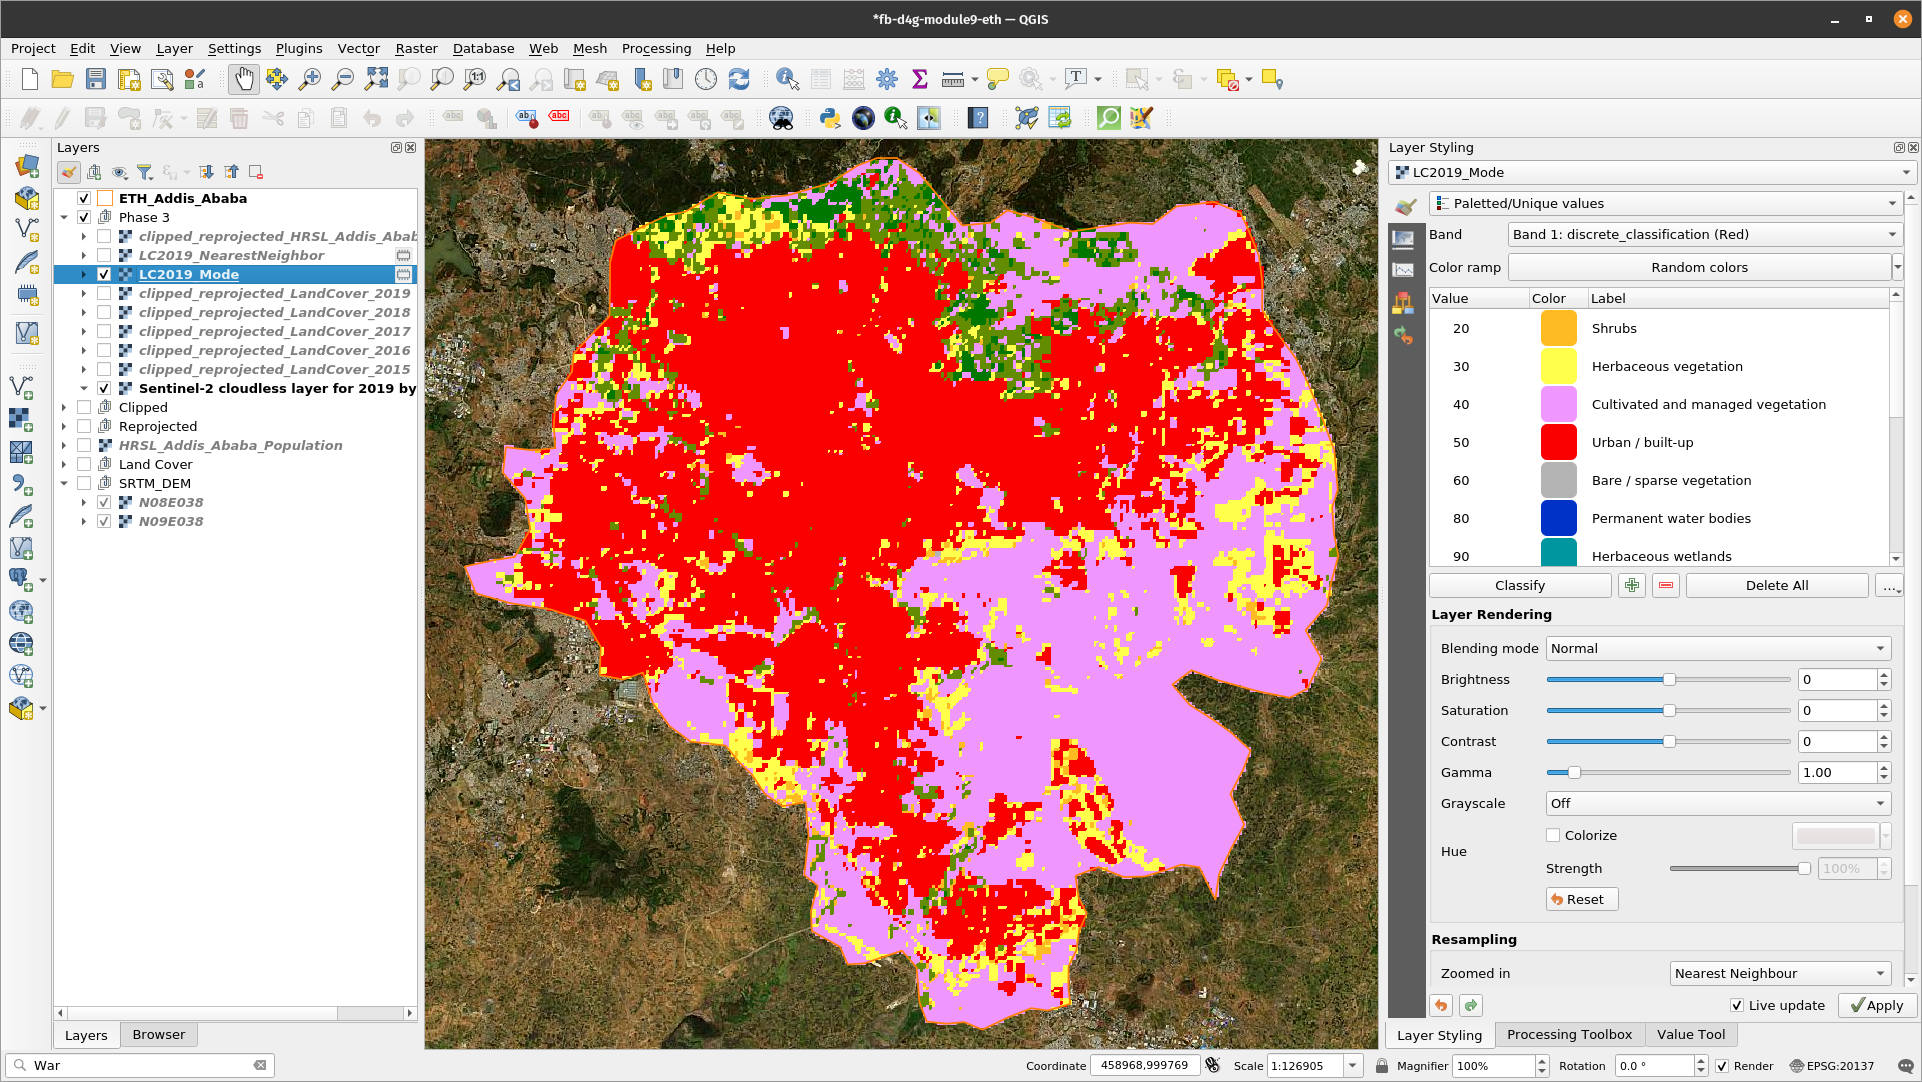 *fb-d4g-module9-eth — QGIS
Project Edit View Layer Settings Plugins Vector Raster Database Web Mesh Processing Help
Layers
ETH_Addis_Ababa
Phase 3
clipped_reprojected_HRSL_Addis_Abab
LC2019_NearestNeighbor
LC2019_Mode
clipped_reprojected_LandCover_2019
clipped_reprojected_LandCover_2018
clipped_reprojected_LandCover_2017
clipped_reprojected_LandCover_2016
clipped_reprojected_LandCover_2015
Sentinel-2 cloudless layer for 2019 by
Clipped
Reprojected
HRSL_Addis_Ababa_Population
Land Cover
SRTM_DEM
N08E038
N09E038
Layers Browser
Layer Styling
LC2019_Mode
Paletted/Unique values
Band Band 1: discrete_classification (Red)
Color ramp Random colors
Value Color Label
20 Shrubs
30 Herbaceous vegetation
40 Cultivated and managed vegetation
50 Urban / built-up
60 Bare / sparse vegetation
80 Permanent water bodies
90 Herbaceous wetlands
Classify Delete All ...
Layer Rendering
Blending mode Normal
Brightness 0
Saturation 0
Contrast 0
Gamma 1.00
Grayscale Off
Hue Colorize
Strength 100%
Reset
Resampling
Zoomed in Nearest Neighbour
Live update Apply
Layer Styling Processing Toolbox Value Tool
War
Coordinate 458968,999769 Scale 1:126905 Magnifier 100% Rotation 0.0 ° Render EPSG:20137